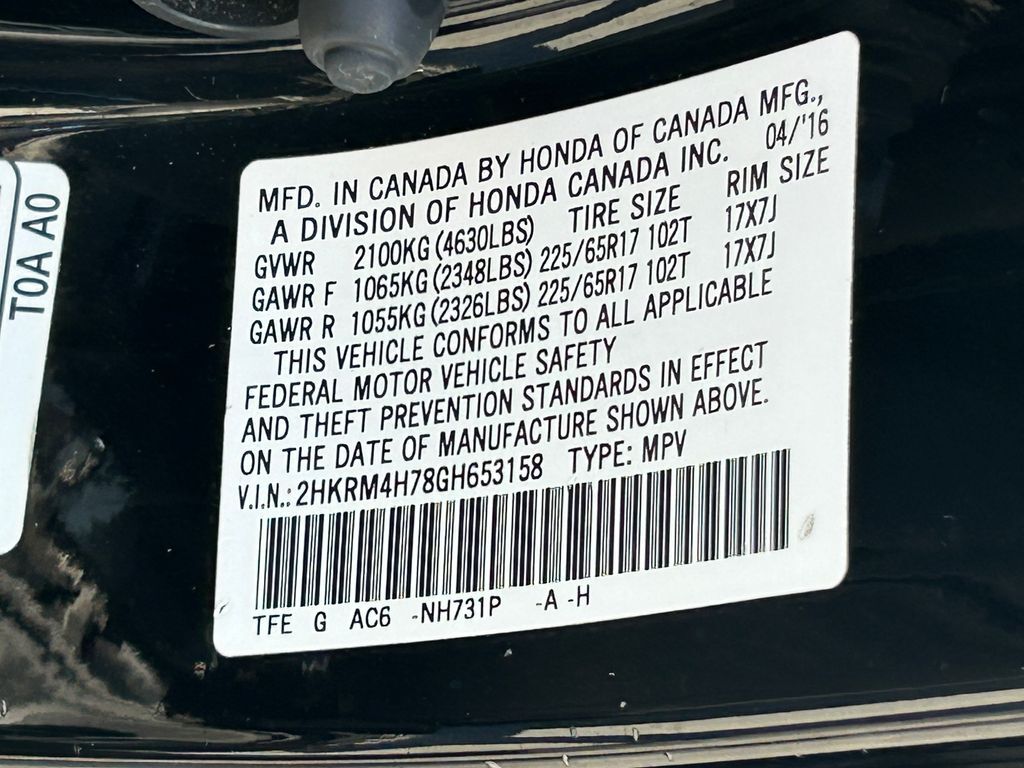 T0A A0
MFD. IN CANADA BY HONDA OF CANADA MFG.,
A DIVISION OF HONDA CANADA INC. 04/'16
GVWR 2100KG (4630LBS) TIRE SIZE RIM SIZE
GAWR F 1065KG (2348LBS) 225/65R17 102T 17X7J
GAWR R 1055KG (2326LBS) 225/65R17 102T 17X7J
THIS VEHICLE CONFORMS TO ALL APPLICABLE
FEDERAL MOTOR VEHICLE SAFETY
AND THEFT PREVENTION STANDARDS IN EFFECT
ON THE DATE OF MANUFACTURE SHOWN ABOVE.
V.I.N.: 2HKRM4H78GH653158 TYPE: MPV
TFE G AC6 -NH731P -A -H